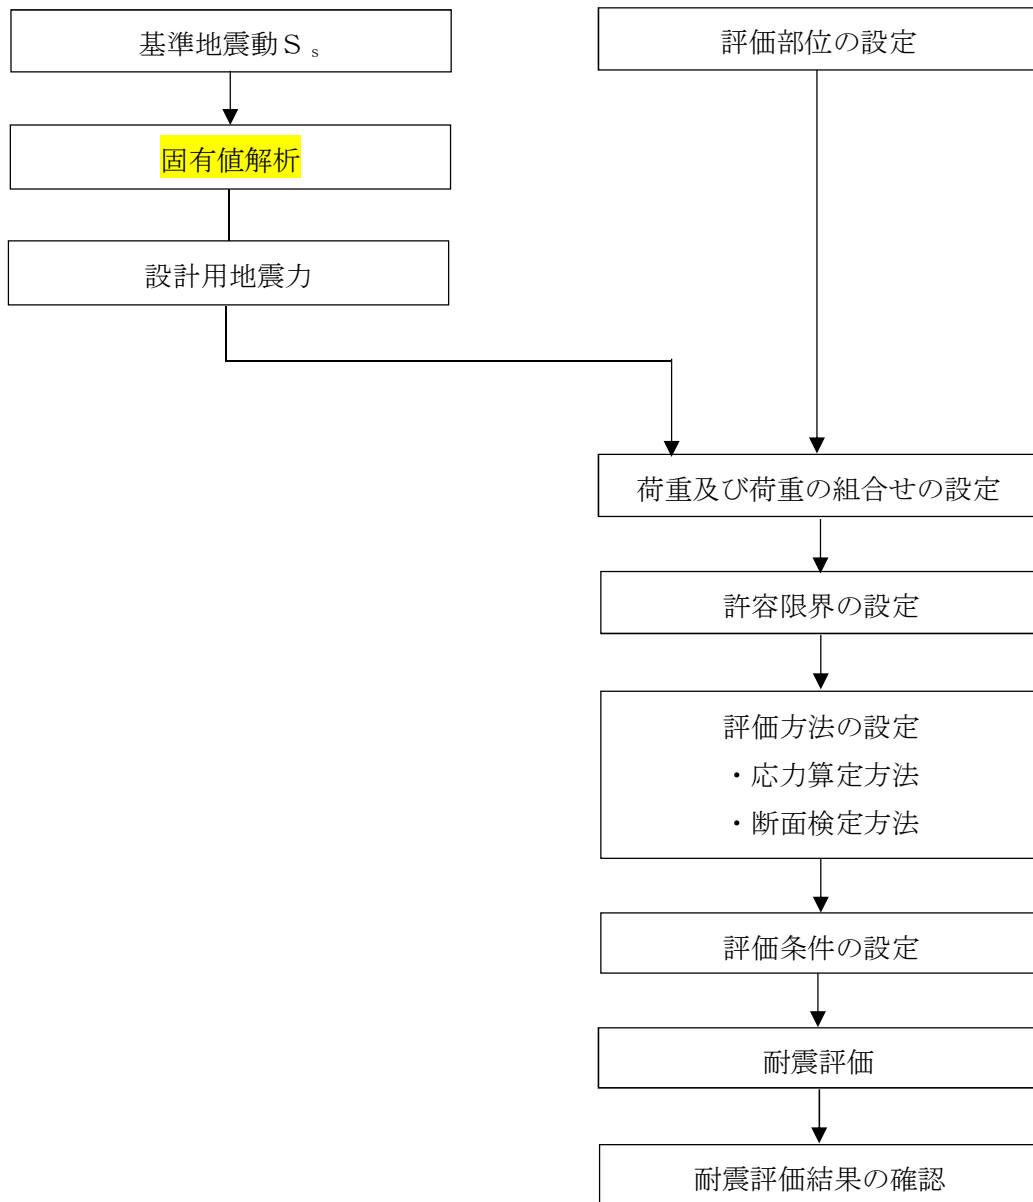 基準地震動Ｓｓ
評価部位の設定
固有値解析
設計用地震力
荷重及び荷重の組合せの設定
許容限界の設定
評価方法の設定
・応力算定方法
・断面検定方法
評価条件の設定
耐震評価
耐震評価結果の確認